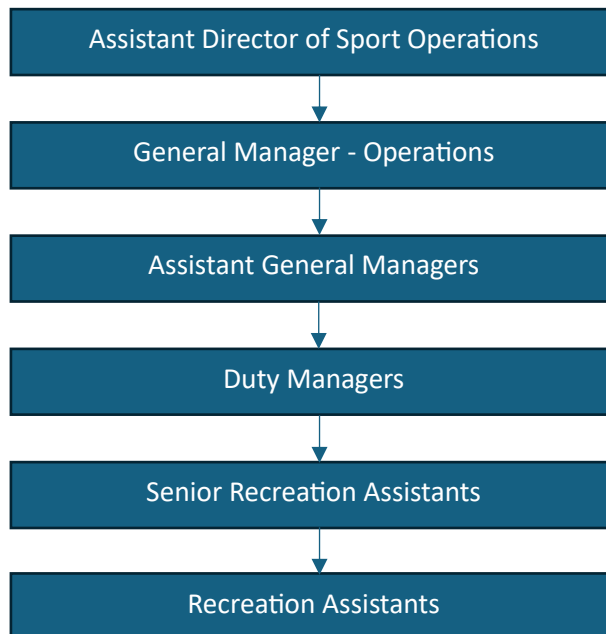 Assistant Director of Sport Operations
General Manager - Operations
Assistant General Managers
Duty Managers
Senior Recreation Assistants
Recreation Assistants